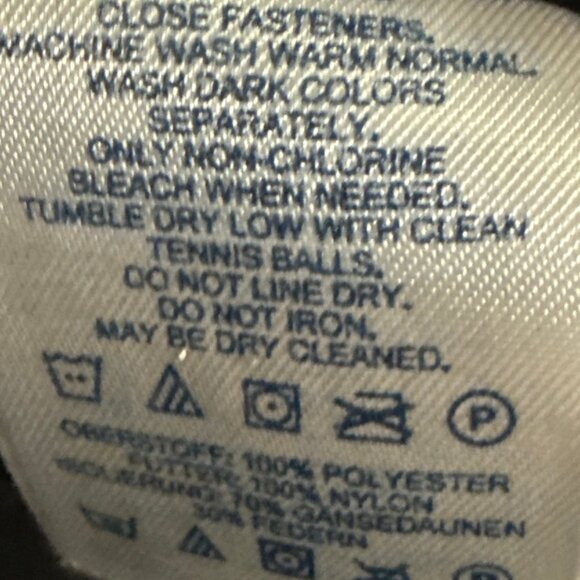 CLOSE FASTENERS.
MACHINE WASH WARM NORMAL.
WASH DARK COLORS
SEPARATELY.
ONLY NON-CHLORINE
BLEACH WHEN NEEDED.
TUMBLE DRY LOW WITH CLEAN
TENNIS BALLS.
DO NOT LINE DRY.
DO NOT IRON.
MAY BE DRY CLEANED.
P
OBERSTOFF: 100% POLYESTER
FUTTER: 100% NYLON
ISOLIERUNG: 70% GÄNSEDAUNEN
30% FEDERN